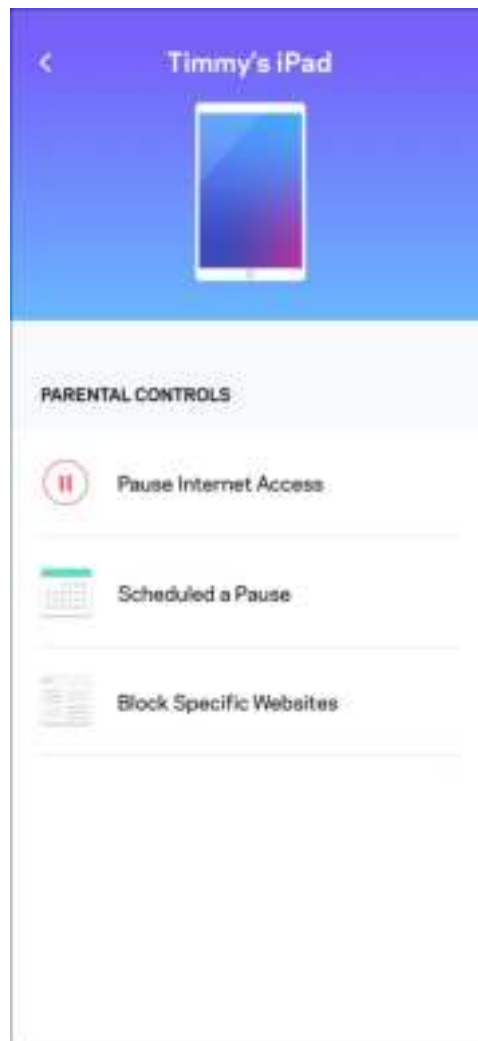 Timmy's iPad
PARENTAL CONTROLS
Pause Internet Access
Scheduled a Pause
Block Specific Websites